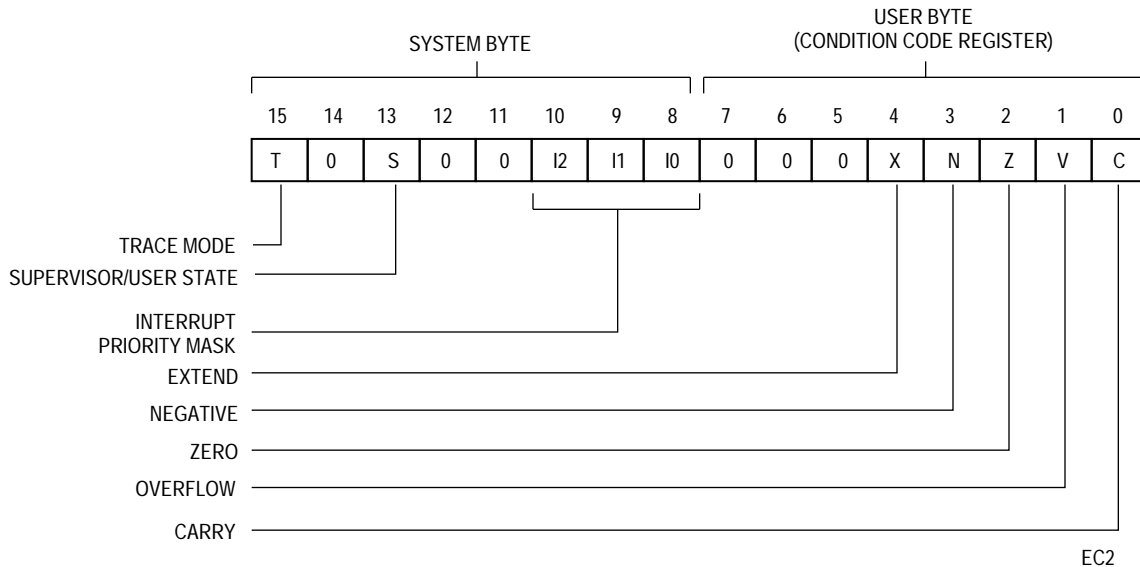 USER BYTE
(CONDITION CODE REGISTER)
SYSTEM BYTE
15 14 13 12 11 10 9 8 7 6 5 4 3 2 1 0
T 0 S 0 0 I2 I1 I0 0 0 0 X N Z V C
TRACE MODE
SUPERVISOR/USER STATE
INTERRUPT
PRIORITY MASK
EXTEND
NEGATIVE
ZERO
OVERFLOW
CARRY
EC2